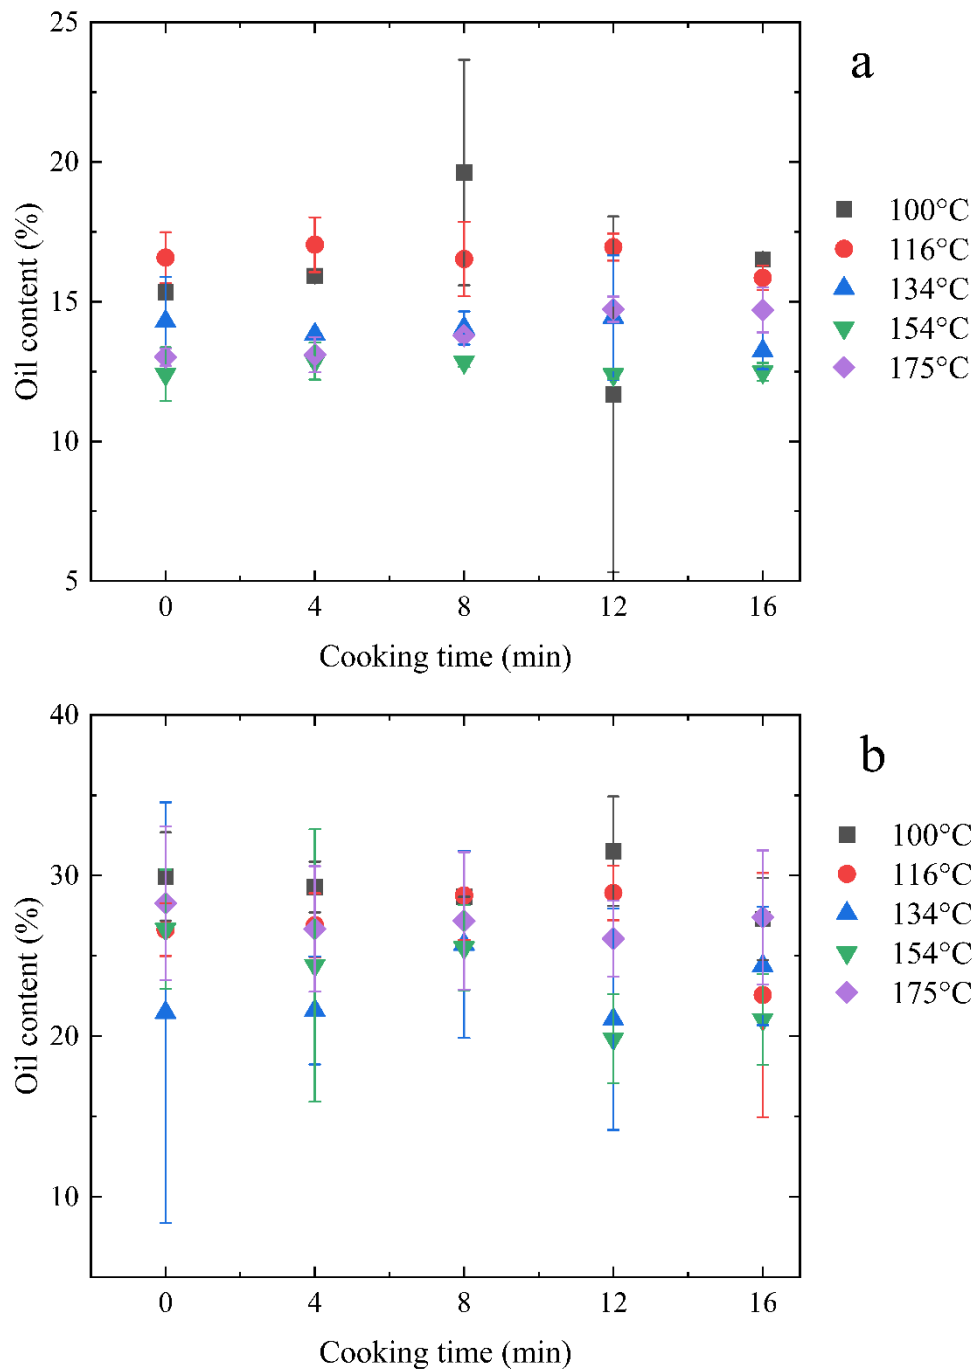 25
20
15
10
5
Oil content (%)
0 4 8 12 16
Cooking time (min)
a
100°C
116°C
134°C
154°C
175°C
40
30
20
10
Oil content (%)
0 4 8 12 16
Cooking time (min)
b
100°C
116°C
134°C
154°C
175°C